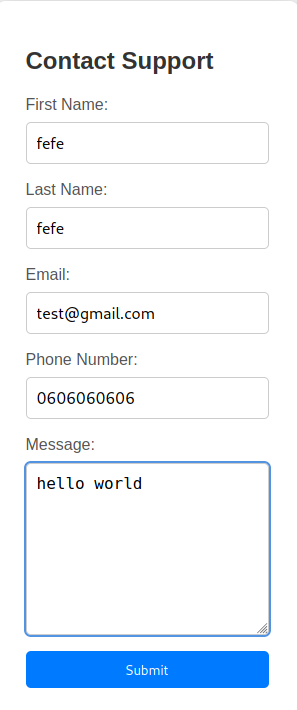 Contact Support
First Name:
fefe
Last Name:
fefe
Email:
test@gmail.com
Phone Number:
0606060606
Message:
hello world
Submit